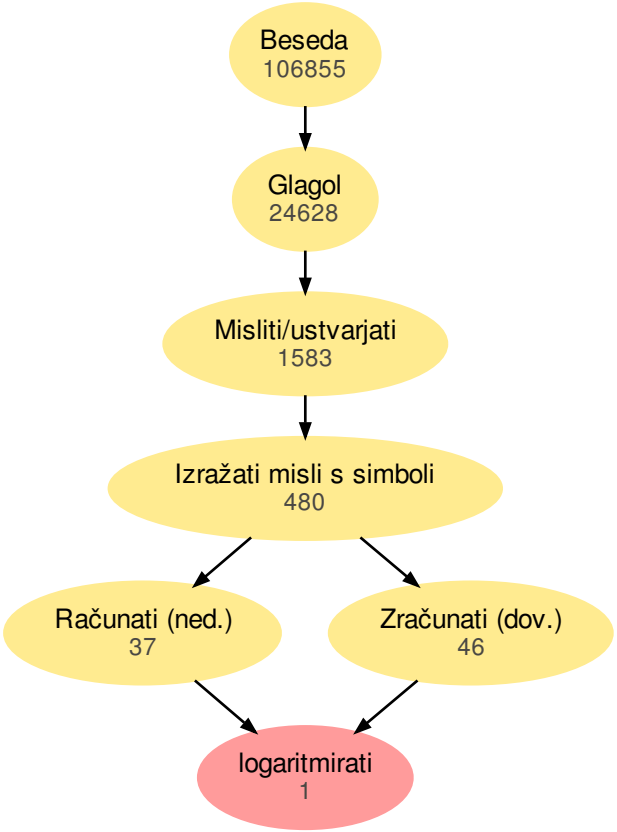 Beseda
106855
Glagol
24628
Misliti/ustvarjati
1583
Izražati misli s simboli
480
Računati (ned.)
37
Zračunati (dov.)
46
logaritmirati
1